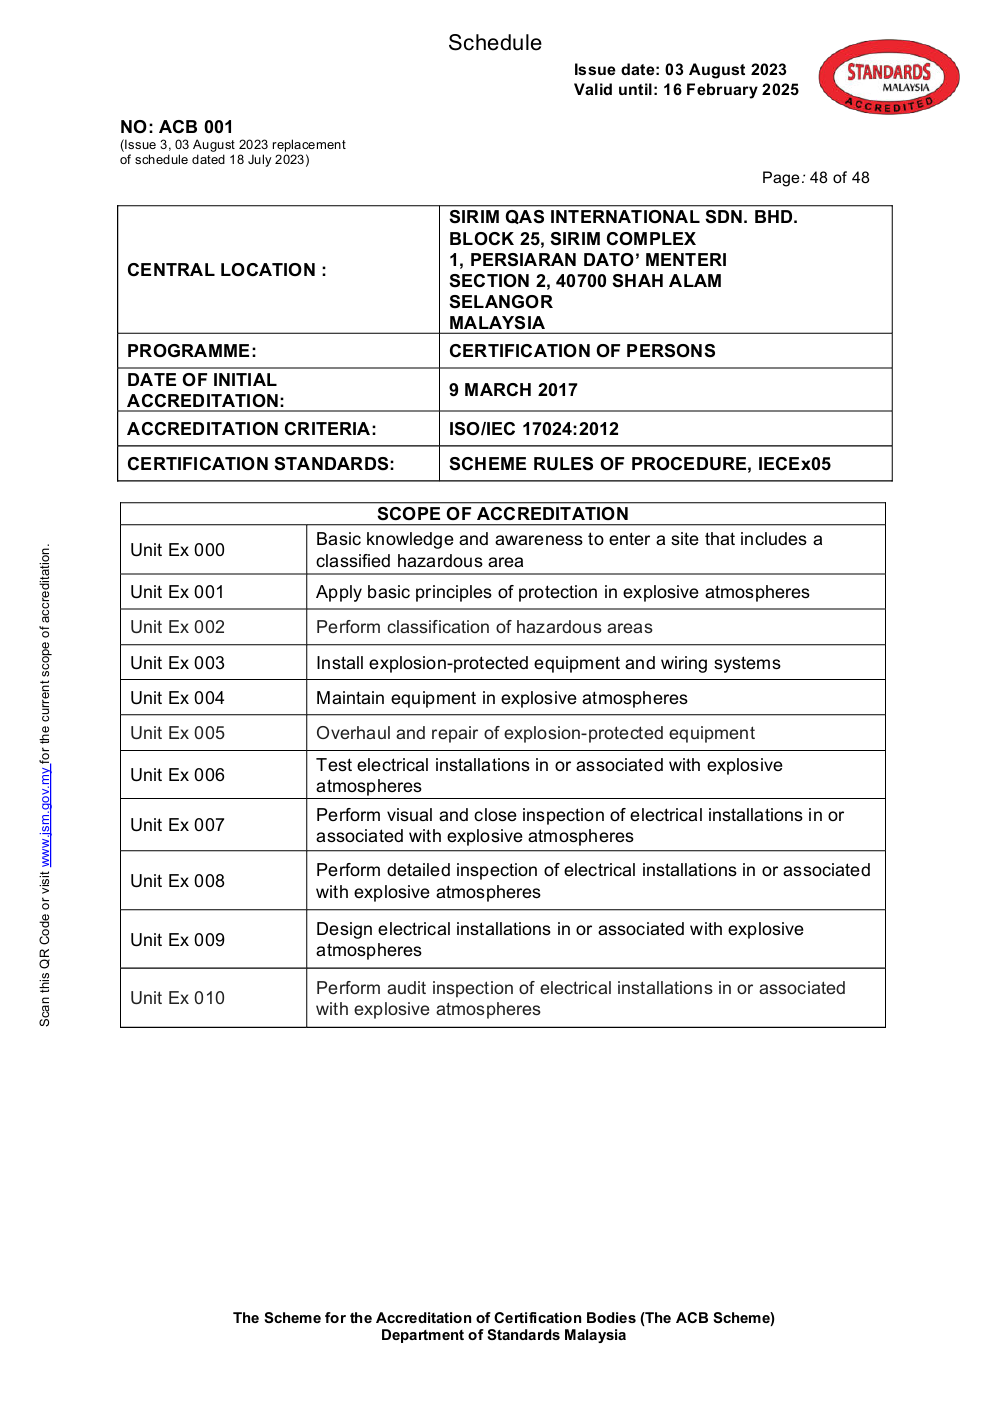 Schedule
Issue date: 03 August 2023
Valid until: 16 February 2025
STANDARDS
MALAYSIA
ACCREDITED
NO: ACB 001
(Issue 3, 03 August 2023 replacement
of schedule dated 18 July 2023)
Page: 48 of 48
CENTRAL LOCATION :
SIRIM QAS INTERNATIONAL SDN. BHD.
BLOCK 25, SIRIM COMPLEX
1, PERSIARAN DATO’ MENTERI
SECTION 2, 40700 SHAH ALAM
SELANGOR
MALAYSIA
PROGRAMME:
CERTIFICATION OF PERSONS
DATE OF INITIAL
ACCREDITATION:
9 MARCH 2017
ACCREDITATION CRITERIA:
ISO/IEC 17024:2012
CERTIFICATION STANDARDS:
SCHEME RULES OF PROCEDURE, IECEx05
SCOPE OF ACCREDITATION
Unit Ex 000
Basic knowledge and awareness to enter a site that includes a
classified hazardous area
Unit Ex 001
Apply basic principles of protection in explosive atmospheres
Unit Ex 002
Perform classification of hazardous areas
Unit Ex 003
Install explosion-protected equipment and wiring systems
Unit Ex 004
Maintain equipment in explosive atmospheres
Unit Ex 005
Overhaul and repair of explosion-protected equipment
Unit Ex 006
Test electrical installations in or associated with explosive
atmospheres
Unit Ex 007
Perform visual and close inspection of electrical installations in or
associated with explosive atmospheres
Unit Ex 008
Perform detailed inspection of electrical installations in or associated
with explosive atmospheres
Unit Ex 009
Design electrical installations in or associated with explosive
atmospheres
Unit Ex 010
Perform audit inspection of electrical installations in or associated
with explosive atmospheres
Scan this QR Code or visit www.jsm.gov.my for the current scope of accreditation.
The Scheme for the Accreditation of Certification Bodies (The ACB Scheme)
Department of Standards Malaysia